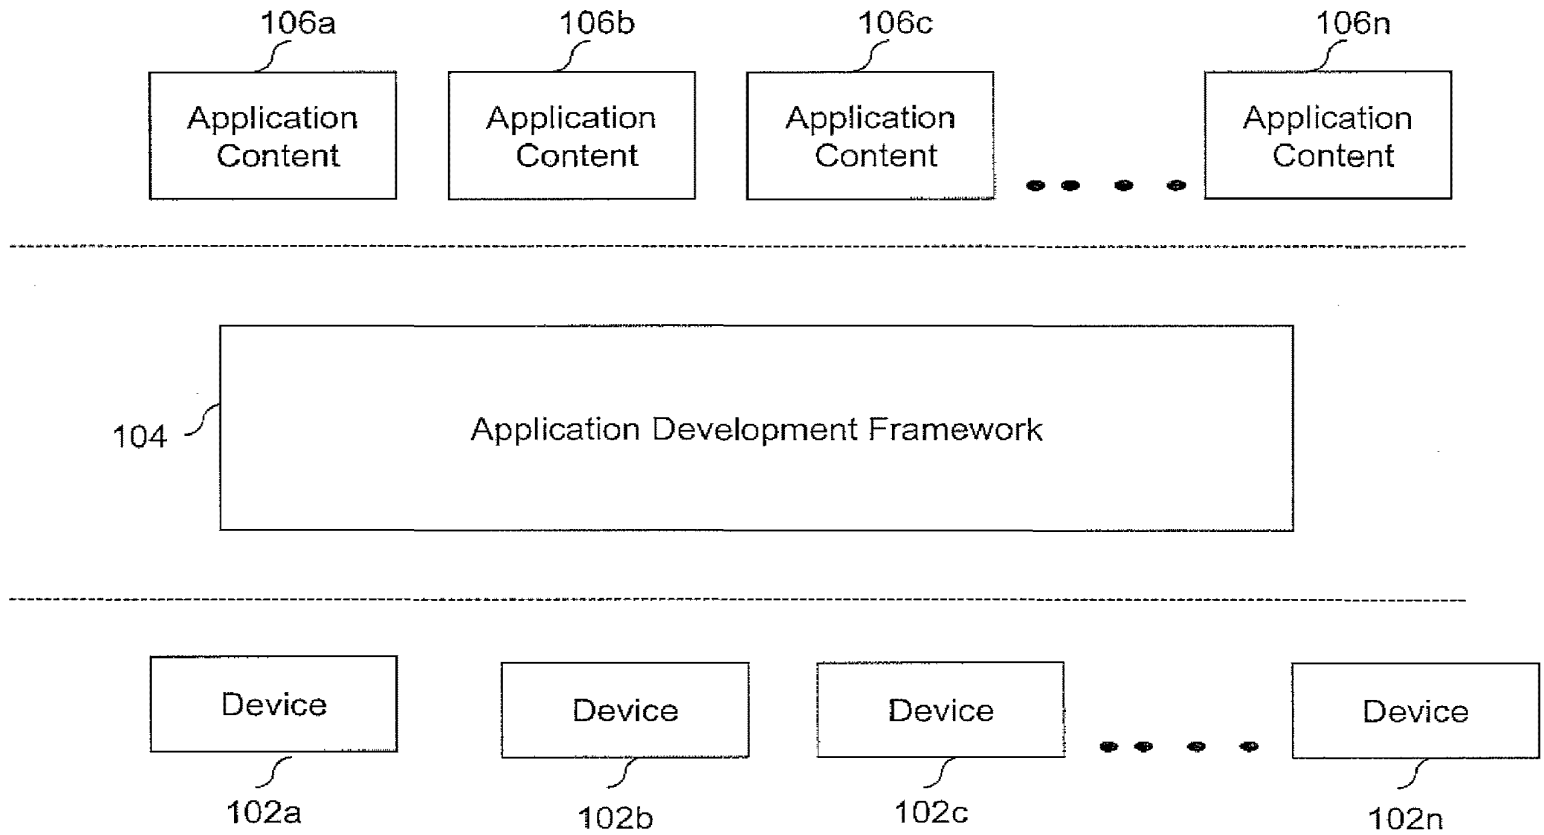 106a
106b
106c
106n
Application
Content
Application
Content
Application
Content
Application
Content
104
Application Development Framework
Device
Device
Device
Device
102a
102b
102c
102n